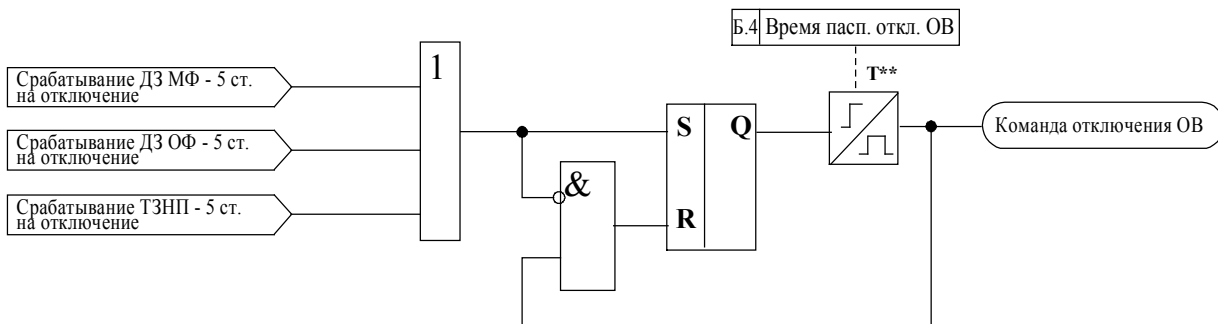 Б.4 Время пасп. откл. ОВ
Т**
1
Срабатывание ДЗ МФ - 5 ст.
на отключение
Срабатывание ДЗ ОФ - 5 ст.
на отключение
Срабатывание ТЗНП - 5 ст.
на отключение
&
S Q
R
Команда отключения ОВ